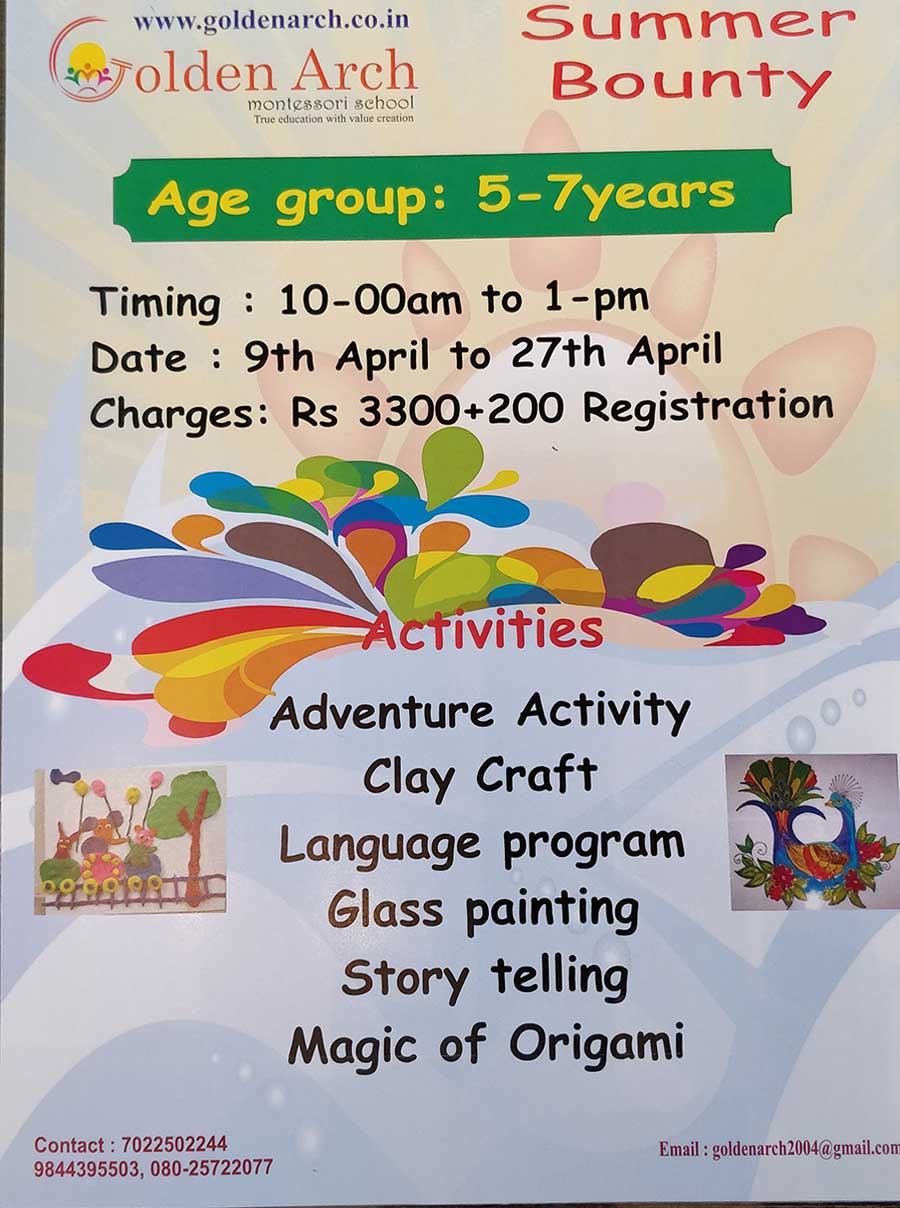 www.goldenarch.co.in
Golden Arch
montessori school
True education with value creation
Summer
Bounty
Age group: 5-7years
Timing : 10-00am to 1-pm
Date : 9th April to 27th April
Charges: Rs 3300+200 Registration
Activities
Adventure Activity
Clay Craft
Language program
Glass painting
Story telling
Magic of Origami
Contact : 7022502244
9844395503, 080-25722077
Email : goldenarch2004@gmail.com